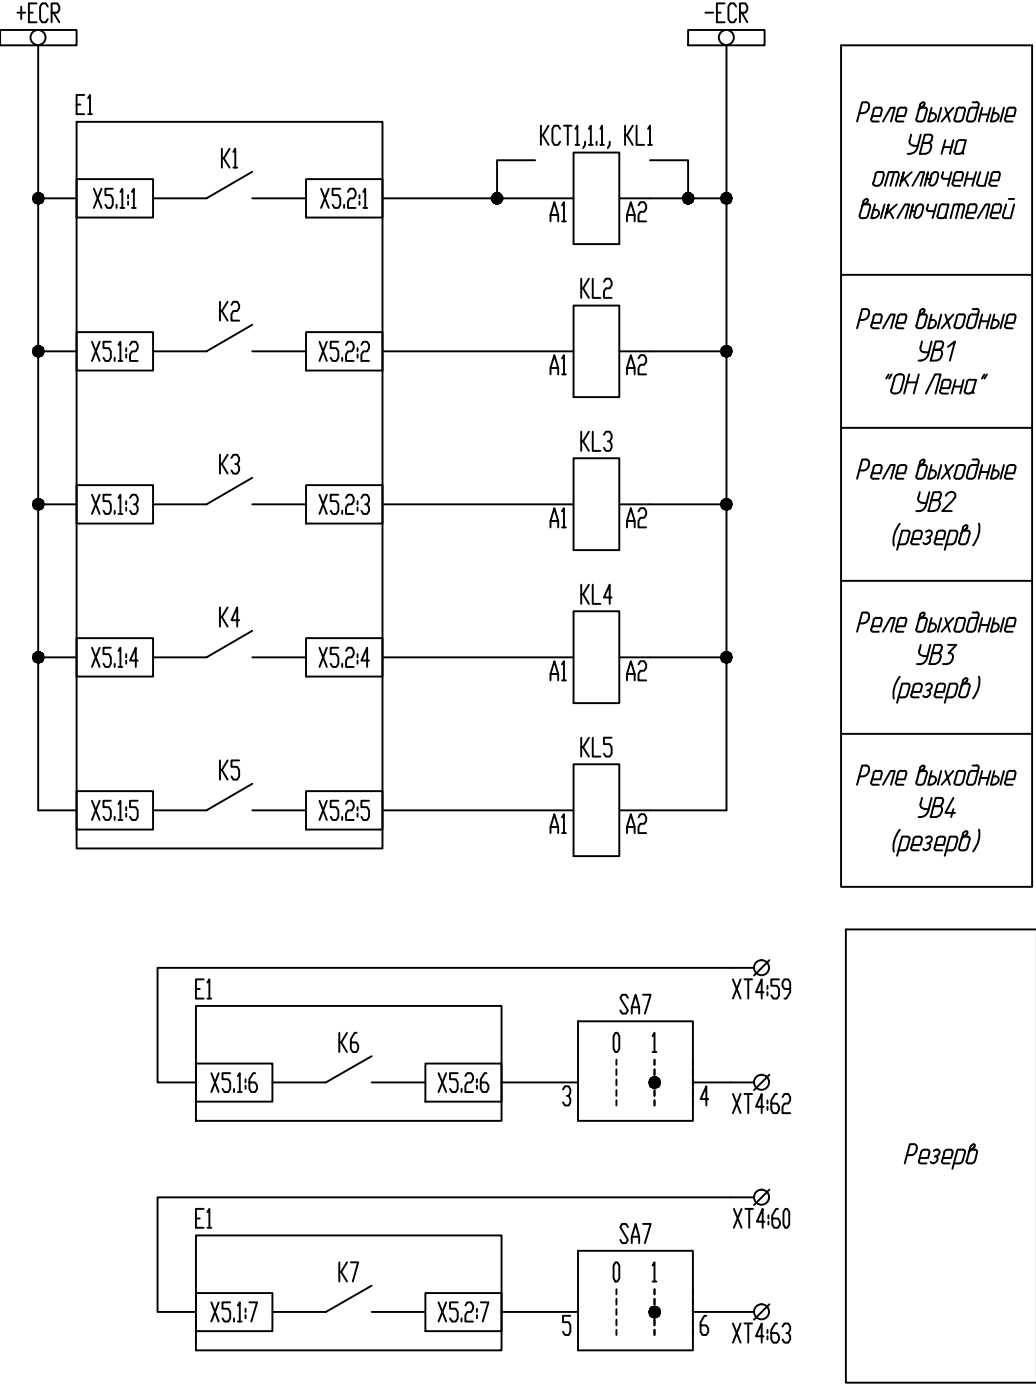 +ECR
-ECR
E1
K1
KCT1,1.1, KL1
X5.1:1
X5.2:1
A1
A2
Реле выходные
УВ на
отключение
выключателей
K2
KL2
X5.1:2
X5.2:2
A1
A2
Реле выходные
УВ1
"ОН Лена"
K3
KL3
X5.1:3
X5.2:3
A1
A2
Реле выходные
УВ2
(резерв)
K4
KL4
X5.1:4
X5.2:4
A1
A2
Реле выходные
УВ3
(резерв)
K5
KL5
X5.1:5
X5.2:5
A1
A2
Реле выходные
УВ4
(резерв)
XT4:59
E1
SA7
K6
0 1
X5.1:6
X5.2:6
3
4
XT4:62
Резерв
XT4:60
E1
SA7
K7
0 1
X5.1:7
X5.2:7
5
6
XT4:63